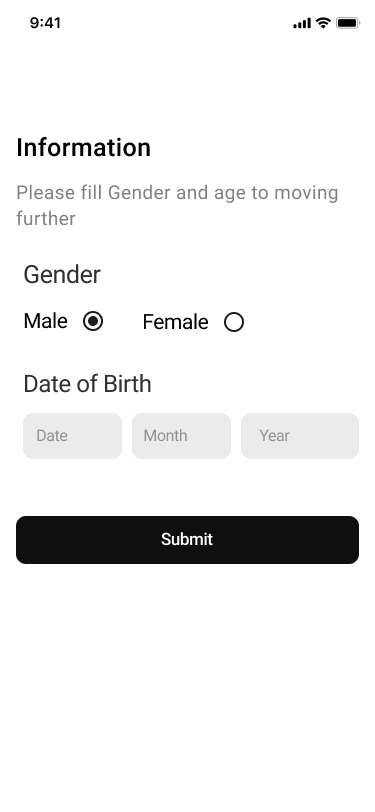 9:41
Information
Please fill Gender and age to moving
further
Gender
Male Female
Date of Birth
Date Month Year
Submit